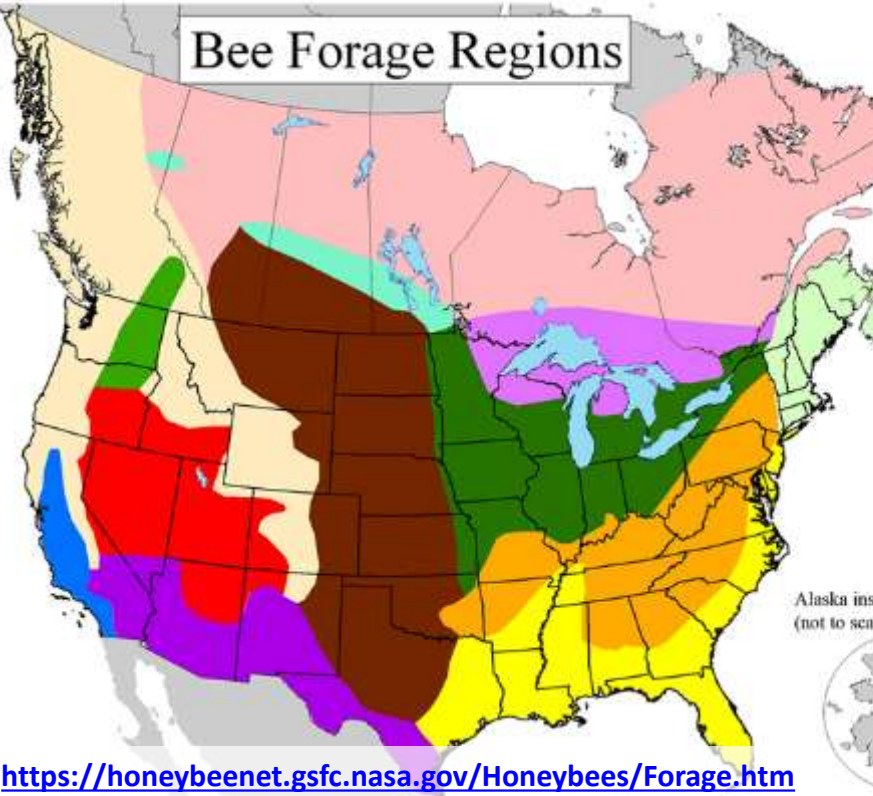 Bee Forage Regions
Alaska ins
(not to sca
https://honeybeenet.gsfc.nasa.gov/Honeybees/Forage.htm